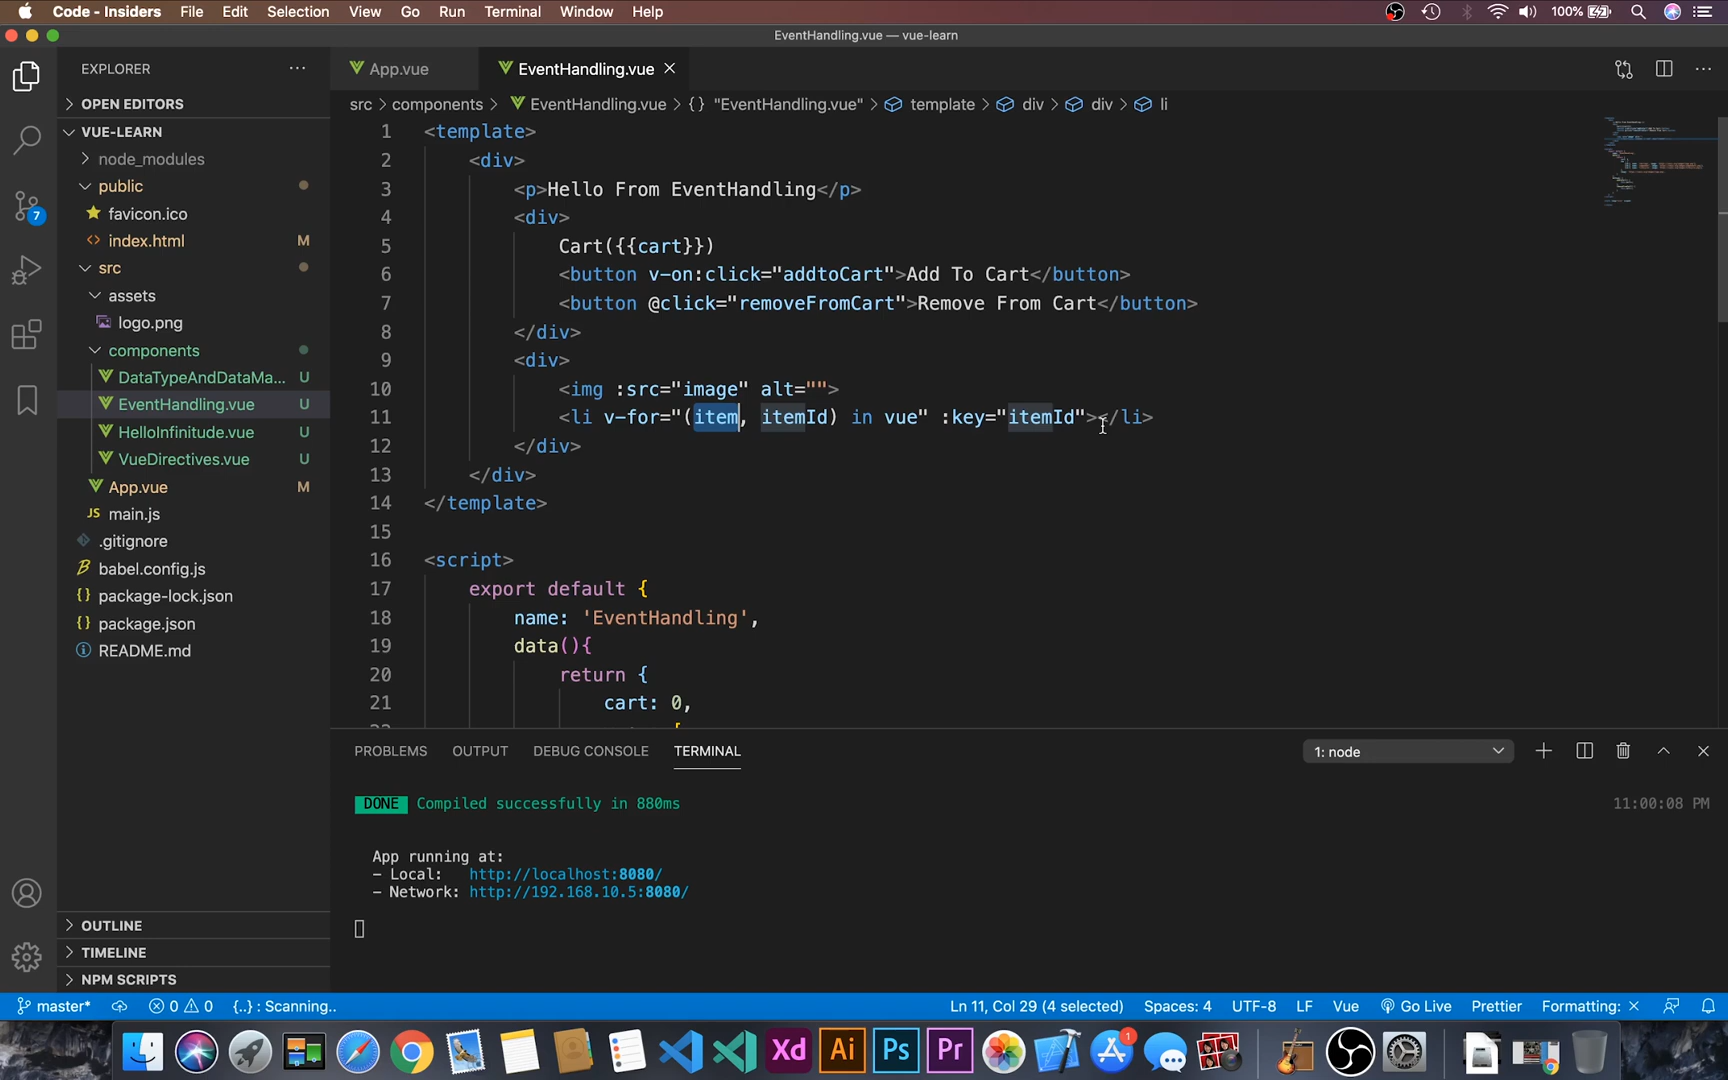 Code - Insiders File Edit Selection View Go Run Terminal Window Help 100%
EventHandling.vue — vue-learn
EXPLORER
App.vue
EventHandling.vue
OPEN EDITORS
src > components > EventHandling.vue > {} "EventHandling.vue" > template > div > div > li
VUE-LEARN
node_modules
public
favicon.ico
index.html M
src
assets
logo.png
components
DataTypeAndDataMa... U
EventHandling.vue U
HelloInfinitude.vue U
VueDirectives.vue U
App.vue M
JS main.js
.gitignore
babel.config.js
{} package-lock.json
{} package.json
README.md
OUTLINE
TIMELINE
NPM SCRIPTS
7
1 <template>
2 <div>
3 <p>Hello From EventHandling</p>
4 <div>
5 Cart({{cart}})
6 <button v-on:click="addtoCart">Add To Cart</button>
7 <button @click="removeFromCart">Remove From Cart</button>
8 </div>
9 <div>
10 <img :src="image" alt="">
11 <li v-for="(item, itemId) in vue" :key="itemId"></li>
12 </div>
13 </div>
14 </template>
15
16 <script>
17 export default {
18 name: 'EventHandling',
19 data(){
20 return {
21 cart: 0,
PROBLEMS OUTPUT DEBUG CONSOLE TERMINAL 1: node
DONE Compiled successfully in 880ms 11:00:08 PM
App running at:
- Local: http://localhost:8080/
- Network: http://192.168.10.5:8080/
master* 0 0 {..} : Scanning.. Ln 11, Col 29 (4 selected) Spaces: 4 UTF-8 LF Vue Go Live Prettier Formatting: ×
Xd Ai Ps Pr 1